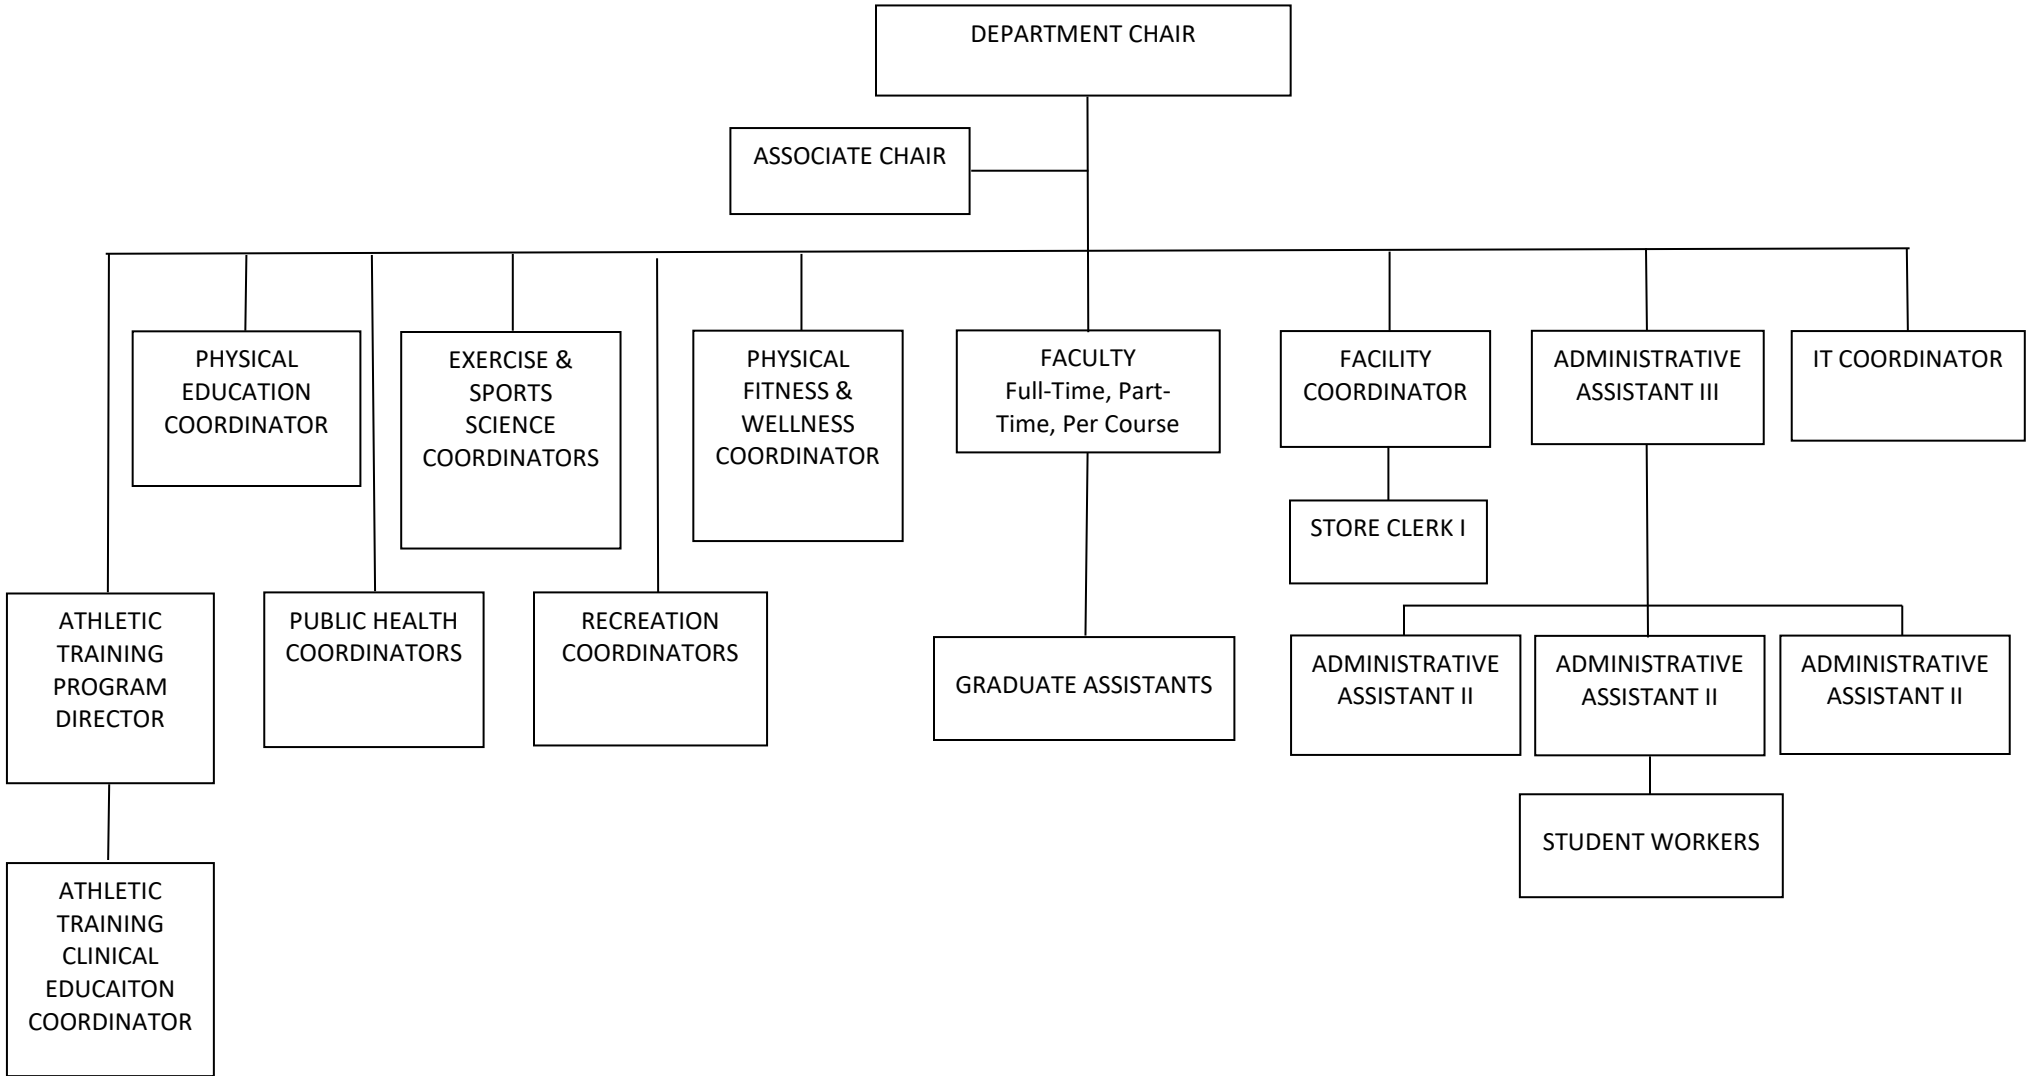 DEPARTMENT CHAIR
ASSOCIATE CHAIR
PHYSICAL
EDUCATION
COORDINATOR
EXERCISE &
SPORTS
SCIENCE
COORDINATORS
PHYSICAL
FITNESS &
WELLNESS
COORDINATOR
FACULTY
Full-Time, Part-
Time, Per Course
FACILITY
COORDINATOR
ADMINISTRATIVE
ASSISTANT III
IT COORDINATOR
STORE CLERK I
ATHLETIC
TRAINING
PROGRAM
DIRECTOR
PUBLIC HEALTH
COORDINATORS
RECREATION
COORDINATORS
GRADUATE ASSISTANTS
ADMINISTRATIVE
ASSISTANT II
ADMINISTRATIVE
ASSISTANT II
ADMINISTRATIVE
ASSISTANT II
STUDENT WORKERS
ATHLETIC
TRAINING
CLINICAL
EDUCAITON
COORDINATOR